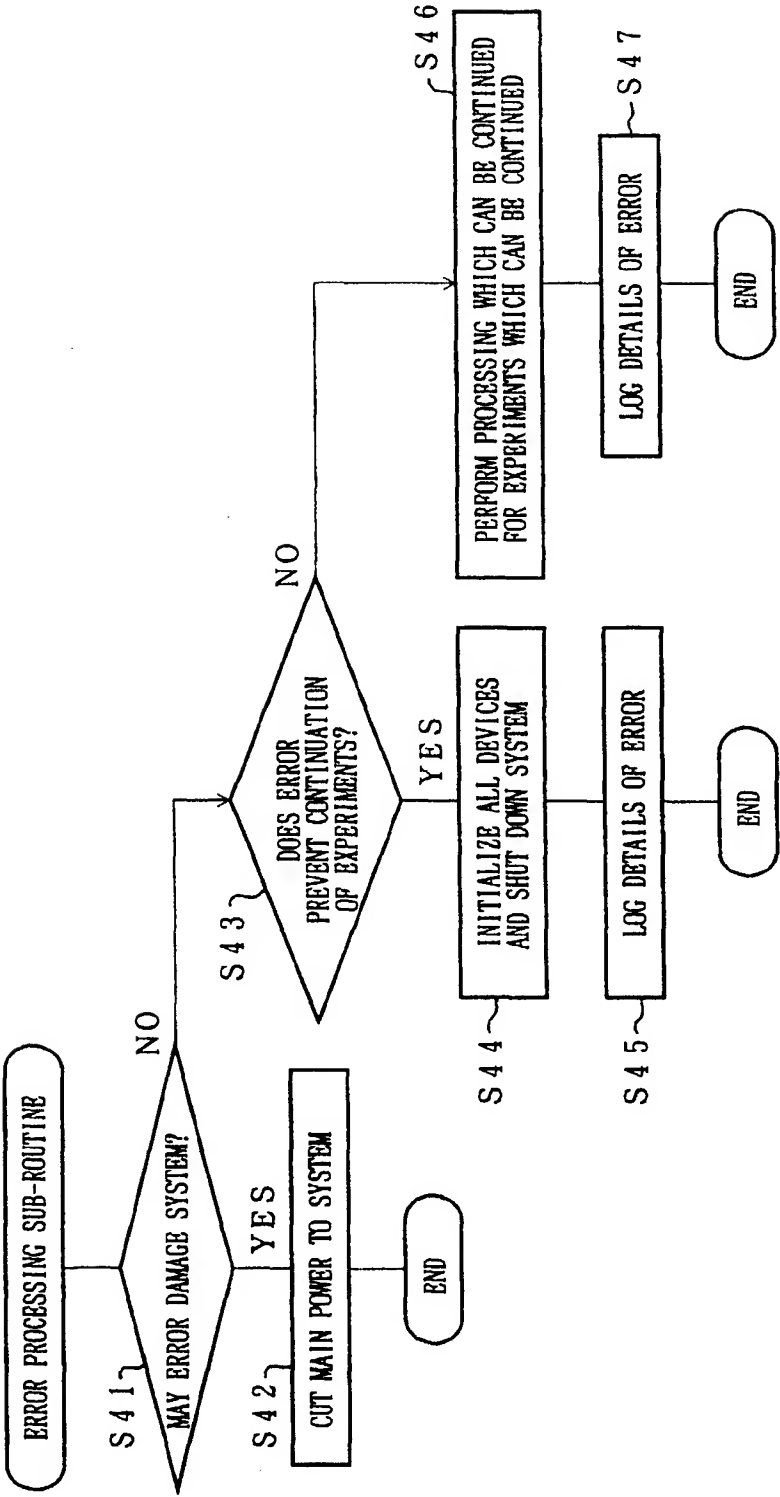 ERROR PROCESSING SUB-ROUTINE
S41
MAY ERROR DAMAGE SYSTEM?
NO
YES
S42
CUT MAIN POWER TO SYSTEM
END
S43
DOES ERROR
PREVENT CONTINUATION
OF EXPERIMENTS?
NO
YES
S44
INITIALIZE ALL DEVICES
AND SHUT DOWN SYSTEM
S45
LOG DETAILS OF ERROR
END
S46
PERFORM PROCESSING WHICH CAN BE CONTINUED
FOR EXPERIMENTS WHICH CAN BE CONTINUED
S47
LOG DETAILS OF ERROR
END